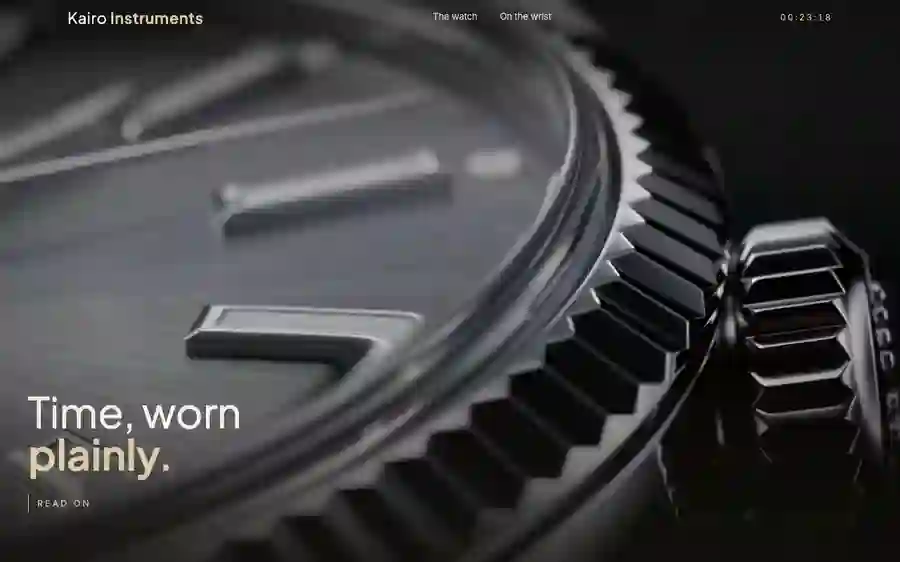 Kairo Instruments
The watch
On the wrist
00:23:18
Time, worn
plainly.
READ ON